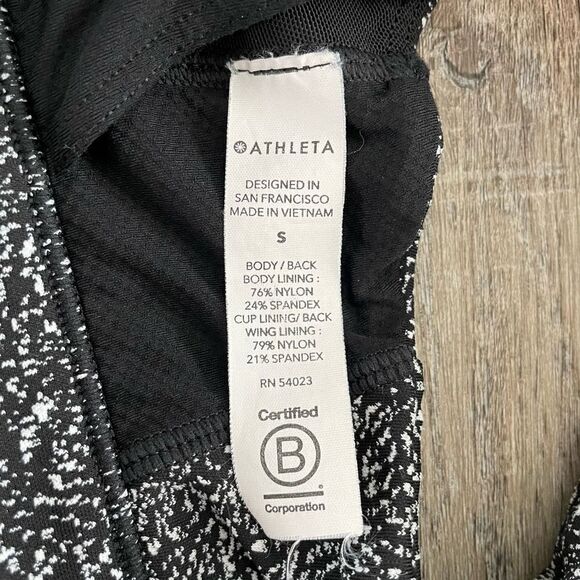 ATHLETA
DESIGNED IN
SAN FRANCISCO
MADE IN VIETNAM
S
BODY / BACK
BODY LINING :
76% NYLON
24% SPANDEX
CUP LINING/ BACK
WING LINING :
79% NYLON
21% SPANDEX
RN 54023
Certified
B
Corporation